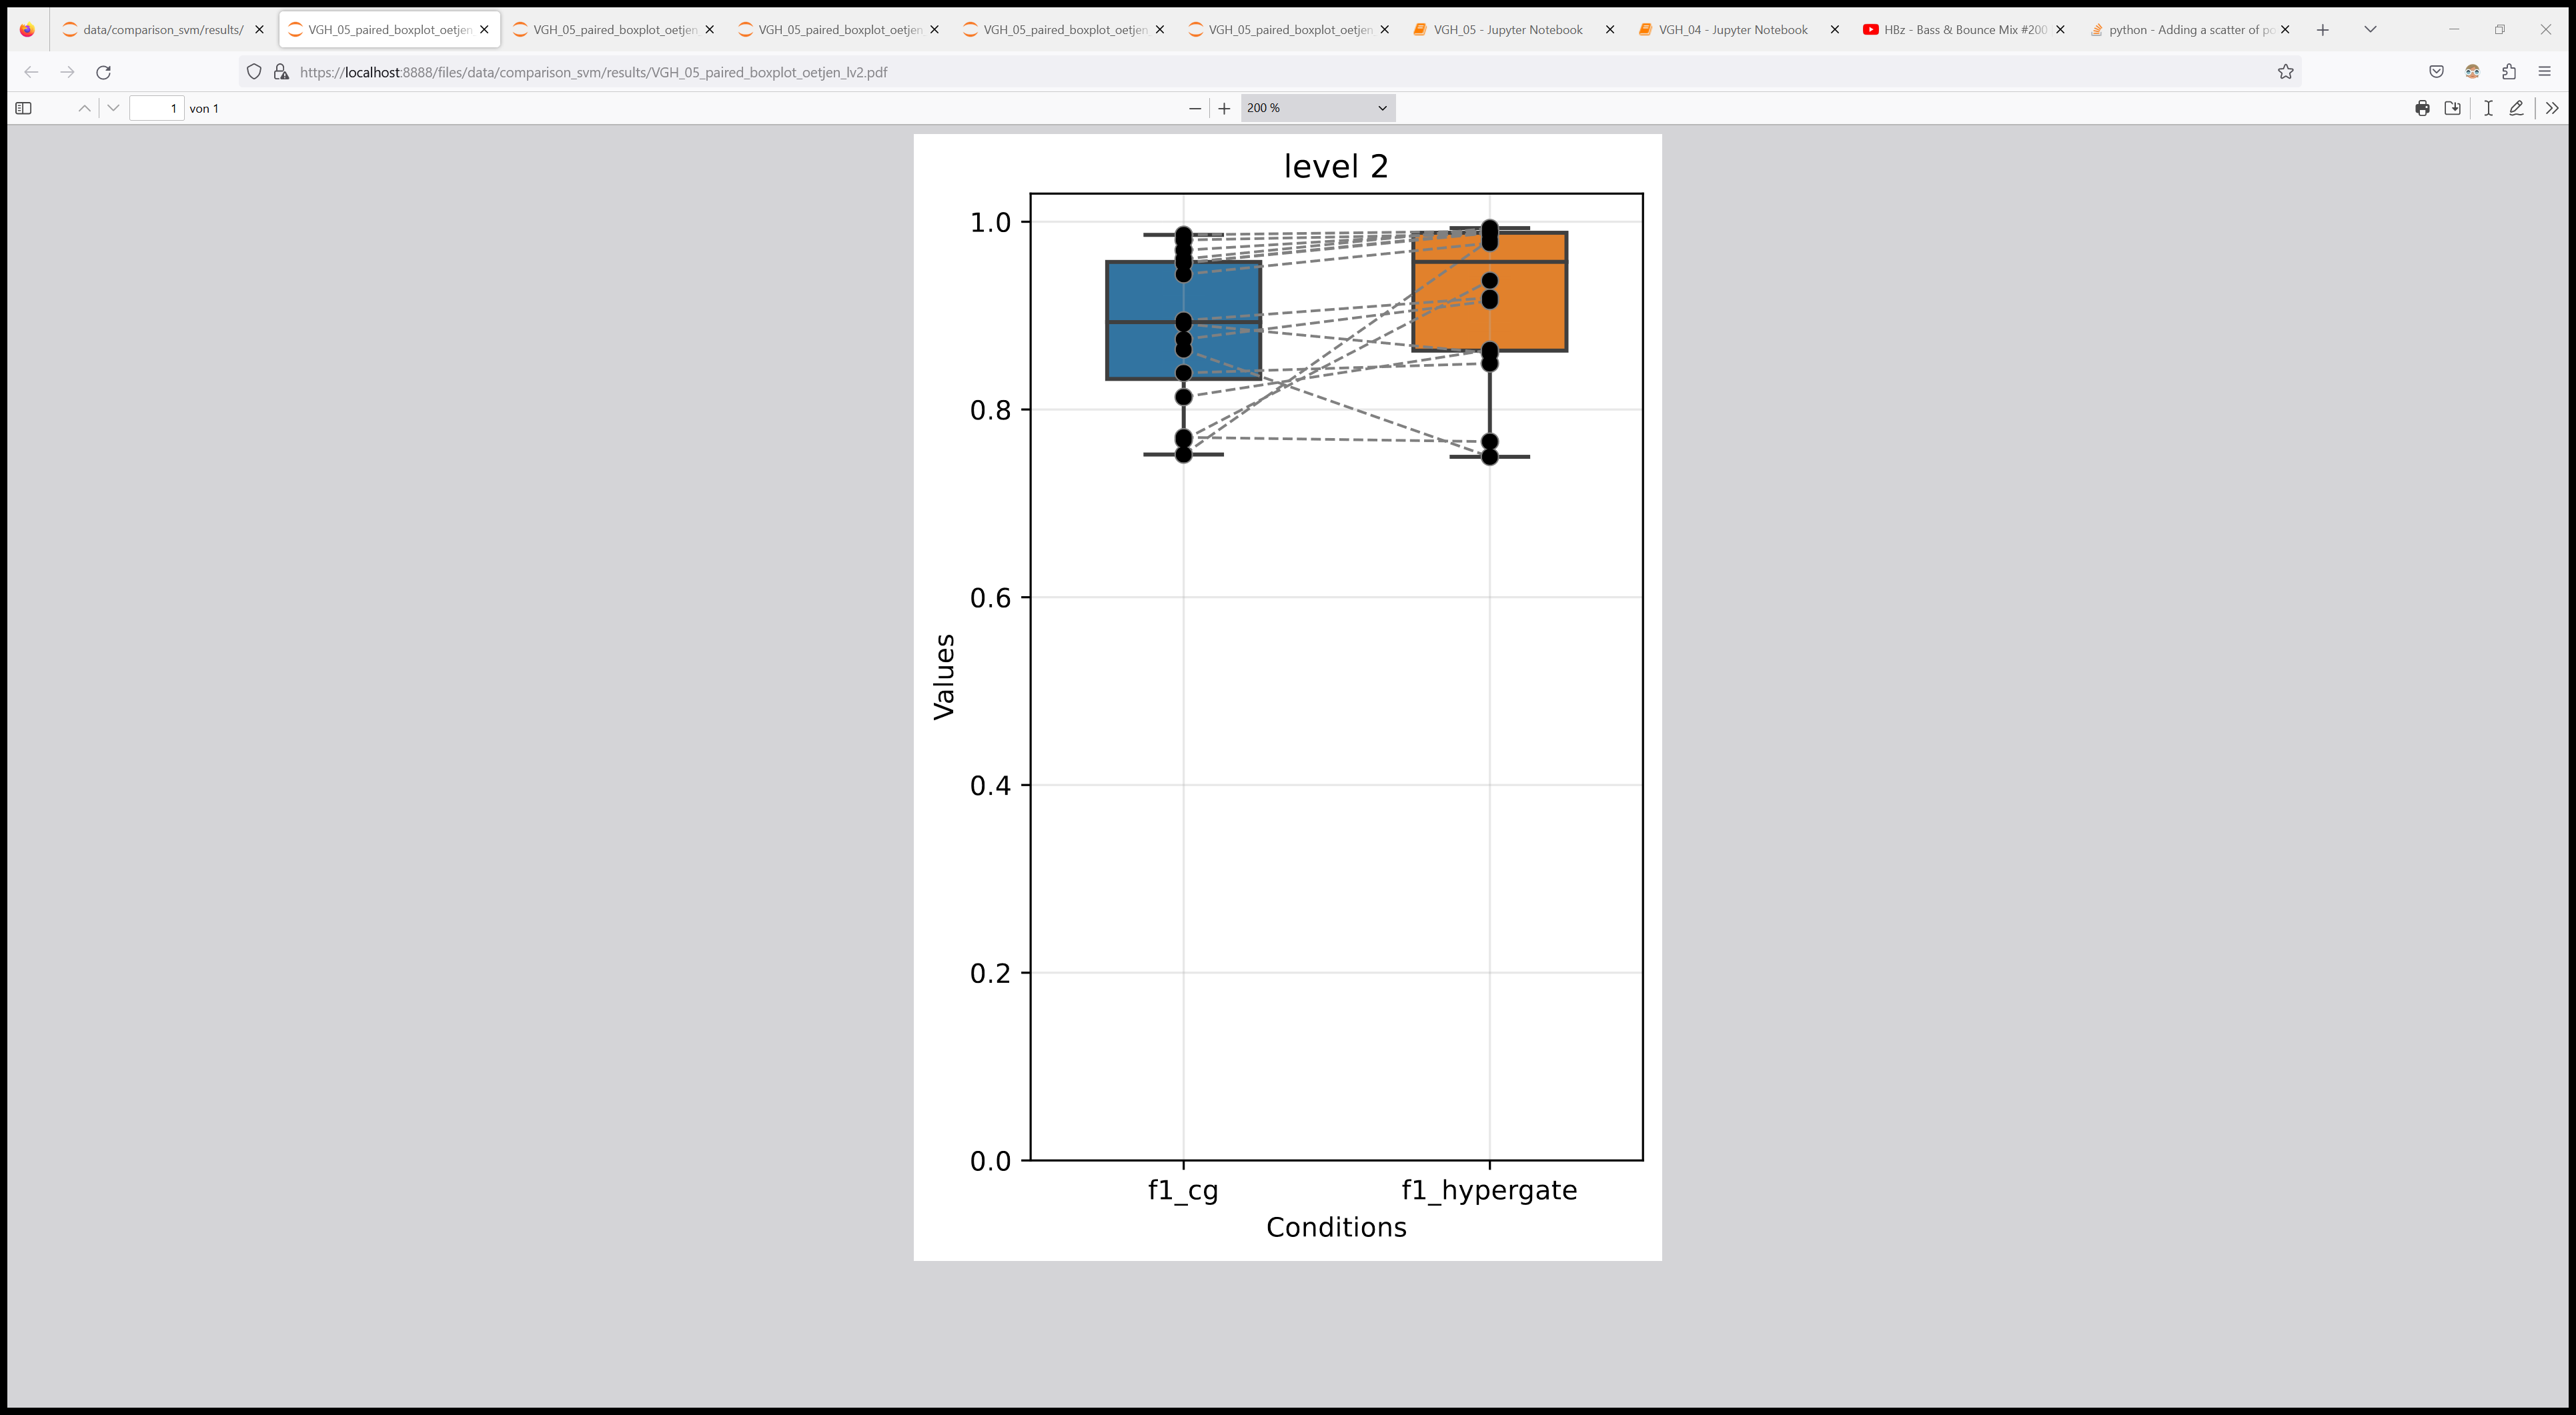 data/comparison_svm/results/
VGH_05_paired_boxplot_oetjen
VGH_05_paired_boxplot_oetjen
VGH_05_paired_boxplot_oetjen
VGH_05_paired_boxplot_oetjen
VGH_05_paired_boxplot_oetjen
VGH_05 - Jupyter Notebook
VGH_04 - Jupyter Notebook
HBz - Bass & Bounce Mix #200
python - Adding a scatter of po
https://localhost:8888/files/data/comparison_svm/results/VGH_05_paired_boxplot_oetjen_lv2.pdf
1 von 1
200 %
level 2
1.0
0.8
0.6
0.4
0.2
0.0
Values
f1_cg
f1_hypergate
Conditions